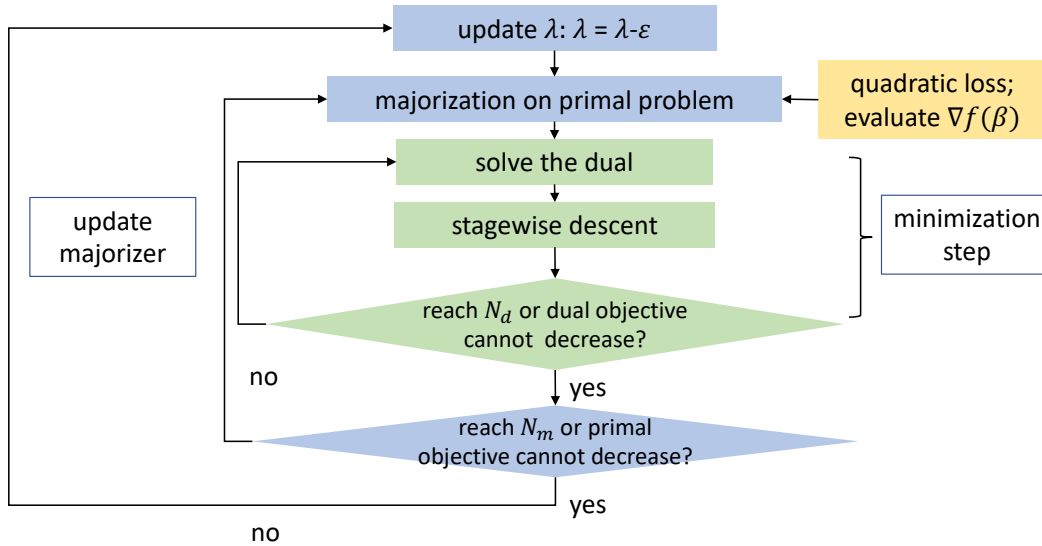 update λ: λ = λ-ε
majorization on primal problem
quadratic loss;
evaluate ∇f(β)
solve the dual
stagewise descent
update
majorizer
minimization
step
reach N_d or dual objective
cannot decrease?
no
yes
reach N_m or primal
objective cannot decrease?
yes
no